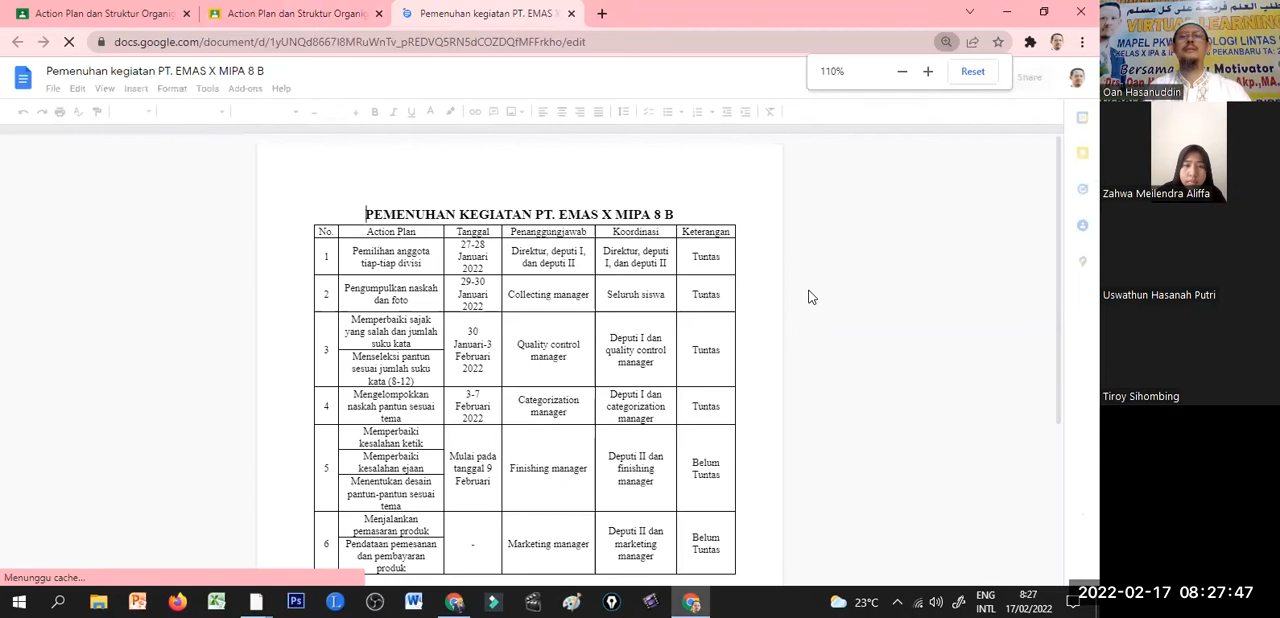 Action Plan dan Struktur Organi
Action Plan dan Struktur Organi
Pemenuhan kegiatan PT. EMAS X
docs.google.com/document/d/1yUNQd8667I8MRuWnTv_pREDIQ3IN5dCOZDOJfMFFrkho/edit
Pemenuhan kegiatan PT. EMAS X MIPA 8 B
File Edit View Insert Format Tools Add-ons Help
110%
Reset
Share
PEMENUHAN KEGIATAN PT. EMAS X MIPA 8 B
No. Action Plan Tanggal Penanggungjawab Koordinasi Keterangan
1 Pemilihan anggota tiap-tiap divisi 27-28 Januari 2022 Direktur, deputi I, dan deputi II Direktur, deputi I, dan deputi II Tuntas
2 Pengumpulkan naskah dan foto 29-30 Januari 2022 Collecting manager Seluruh siswa Tuntas
3 Memperbaiki sajak yang salah dan jumlah suku kata 30 Januari-3 Februari 2022 Quality control manager Deputi I dan quality control manager Tuntas
Menseleksi pantun sesuai jumlah suku kata (8-12)
4 Mengelompokkan naskah pantun sesuai tema 3-7 Februari 2022 Categorization manager Deputi I dan categorization manager Tuntas
5 Memperbaiki kesalahan ketik Mulai pada tanggal 9 Februari Finishing manager Deputi II dan finishing manager Belum Tuntas
Memperbaiki kesalahan ejaan
Menentukan desain pantun-pantun sesuai tema
6 Menjalankan pemasaran produk - Marketing manager Deputi II dan marketing manager Belum Tuntas
Pendataan pemesanan dan pembayaran produk
Menunggu cache...
VIRTUAL LEARNING
Bersama Motivator
Oan Hasanuddin
Zahwa Meilendra Aliffa
Uswathun Hasanah Putri
Tiroy Sihombing
23°C
ENG
INTL
8:27
17/02/2022
2022-02-17 08:27:47